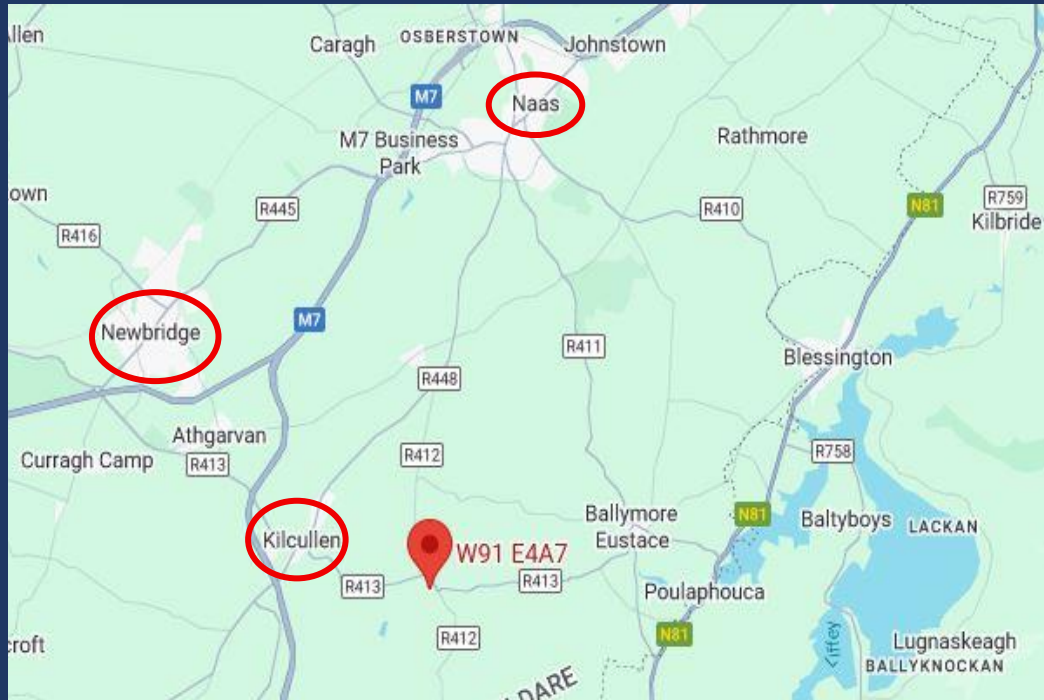 Allen
Caragh
OSBERSTOWN
Johnstown
M7
Naas
M7 Business
Park
Rathmore
own
R445
R410
N81
R759
Kilbride
R416
Newbridge
M7
R411
Blessington
R448
Athgarvan
R413
Curragh Camp
R412
R758
Kilcullen
Ballymore
Eustace
N81
Baltyboys
LACKAN
W91 E4A7
R413
R413
Poulaphouca
R412
N81
Liffey
Lugnaskeagh
BALLYKNOCKAN
croft
DARE